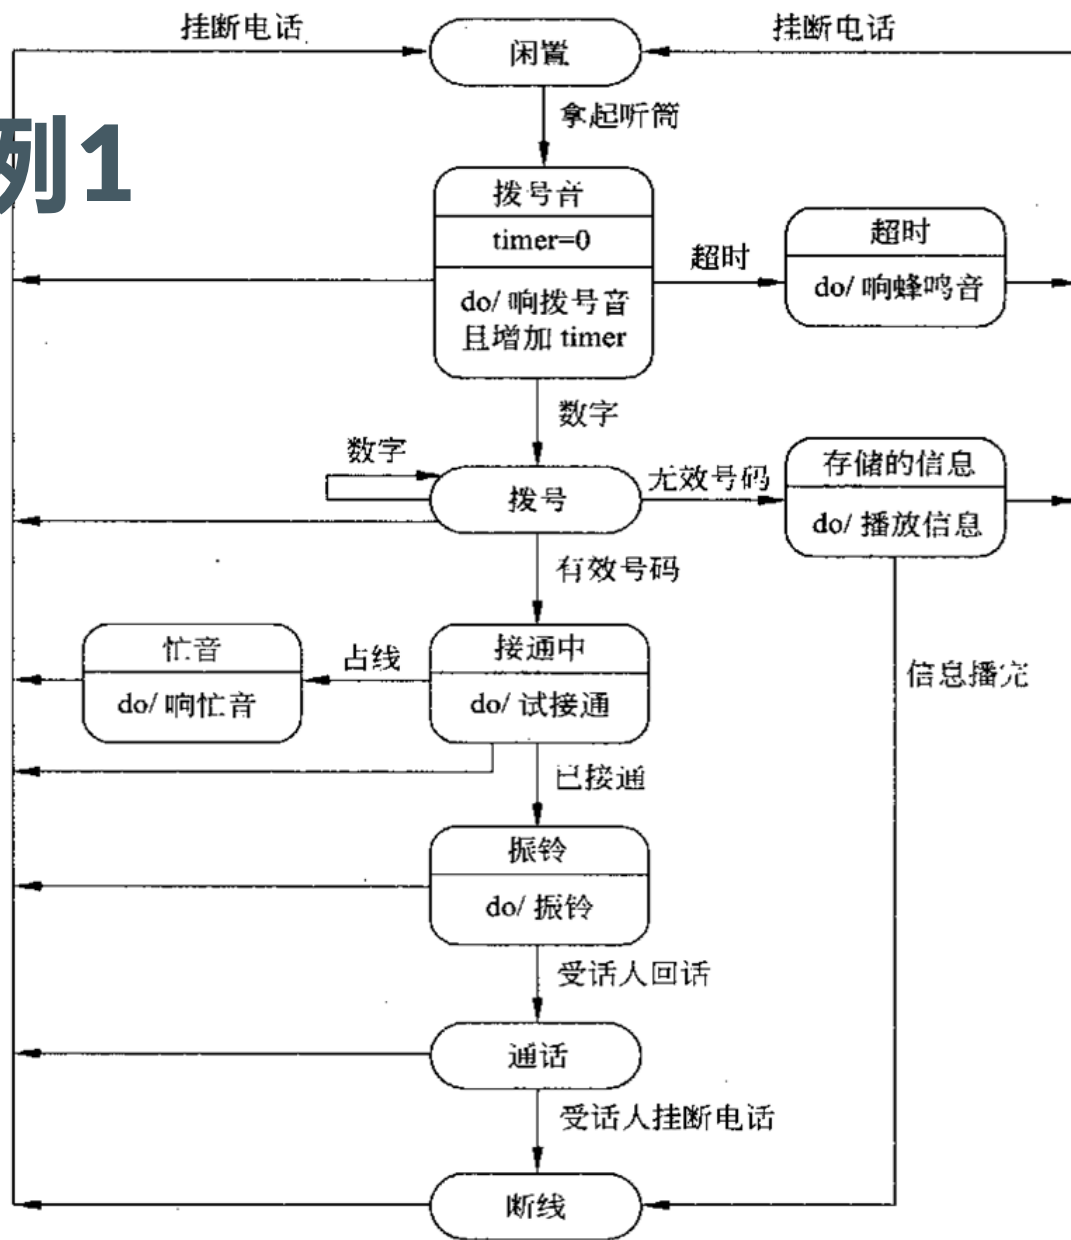 挂断电话
闲置
挂断电话
拿起听筒
列1
拨号音
timer=0
do/ 响拨号音
且增加 timer
超时
超时
do/ 响蜂鸣音
数字
数字
拨号
无效号码
存储的信息
do/ 播放信息
有效号码
忙音
do/ 响忙音
占线
接通中
do/ 试接通
信息播完
已接通
振铃
do/ 振铃
受话人回话
通话
受话人挂断电话
断线